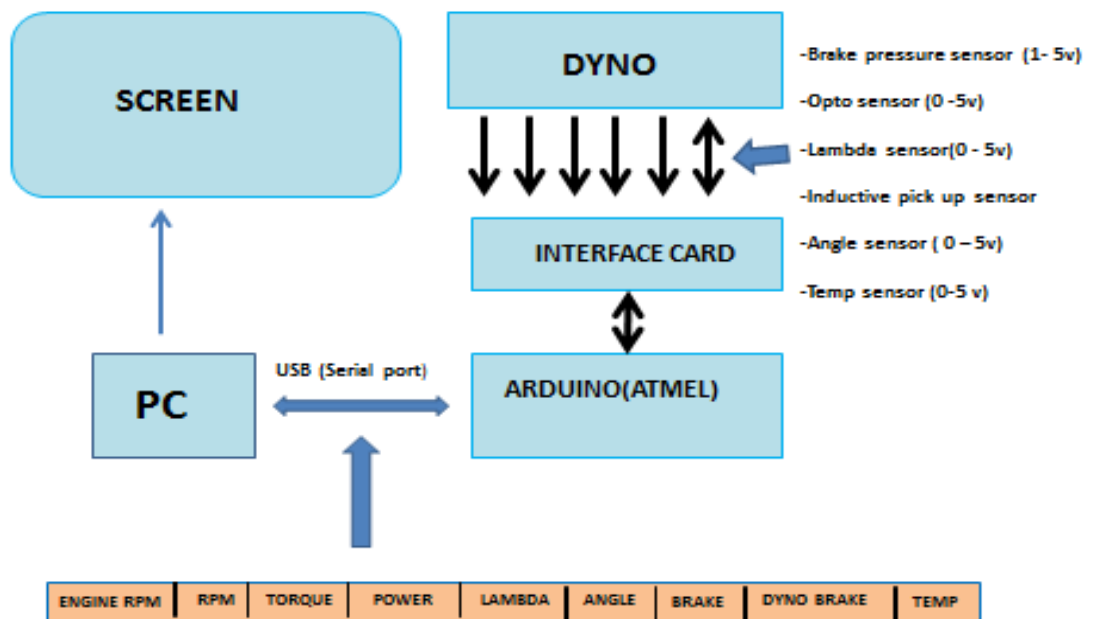 SCREEN
DYNO
-Brake pressure sensor (1- 5v)
-Opto sensor (0 -5v)
-Lambda sensor(0 - 5v)
-Inductive pick up sensor
-Angle sensor ( 0 – 5v)
-Temp sensor (0-5 v)
INTERFACE CARD
PC
USB (Serial port)
ARDUINO(ATMEL)
ENGINE RPM RPM TORQUE POWER LAMBDA ANGLE BRAKE DYNO BRAKE TEMP